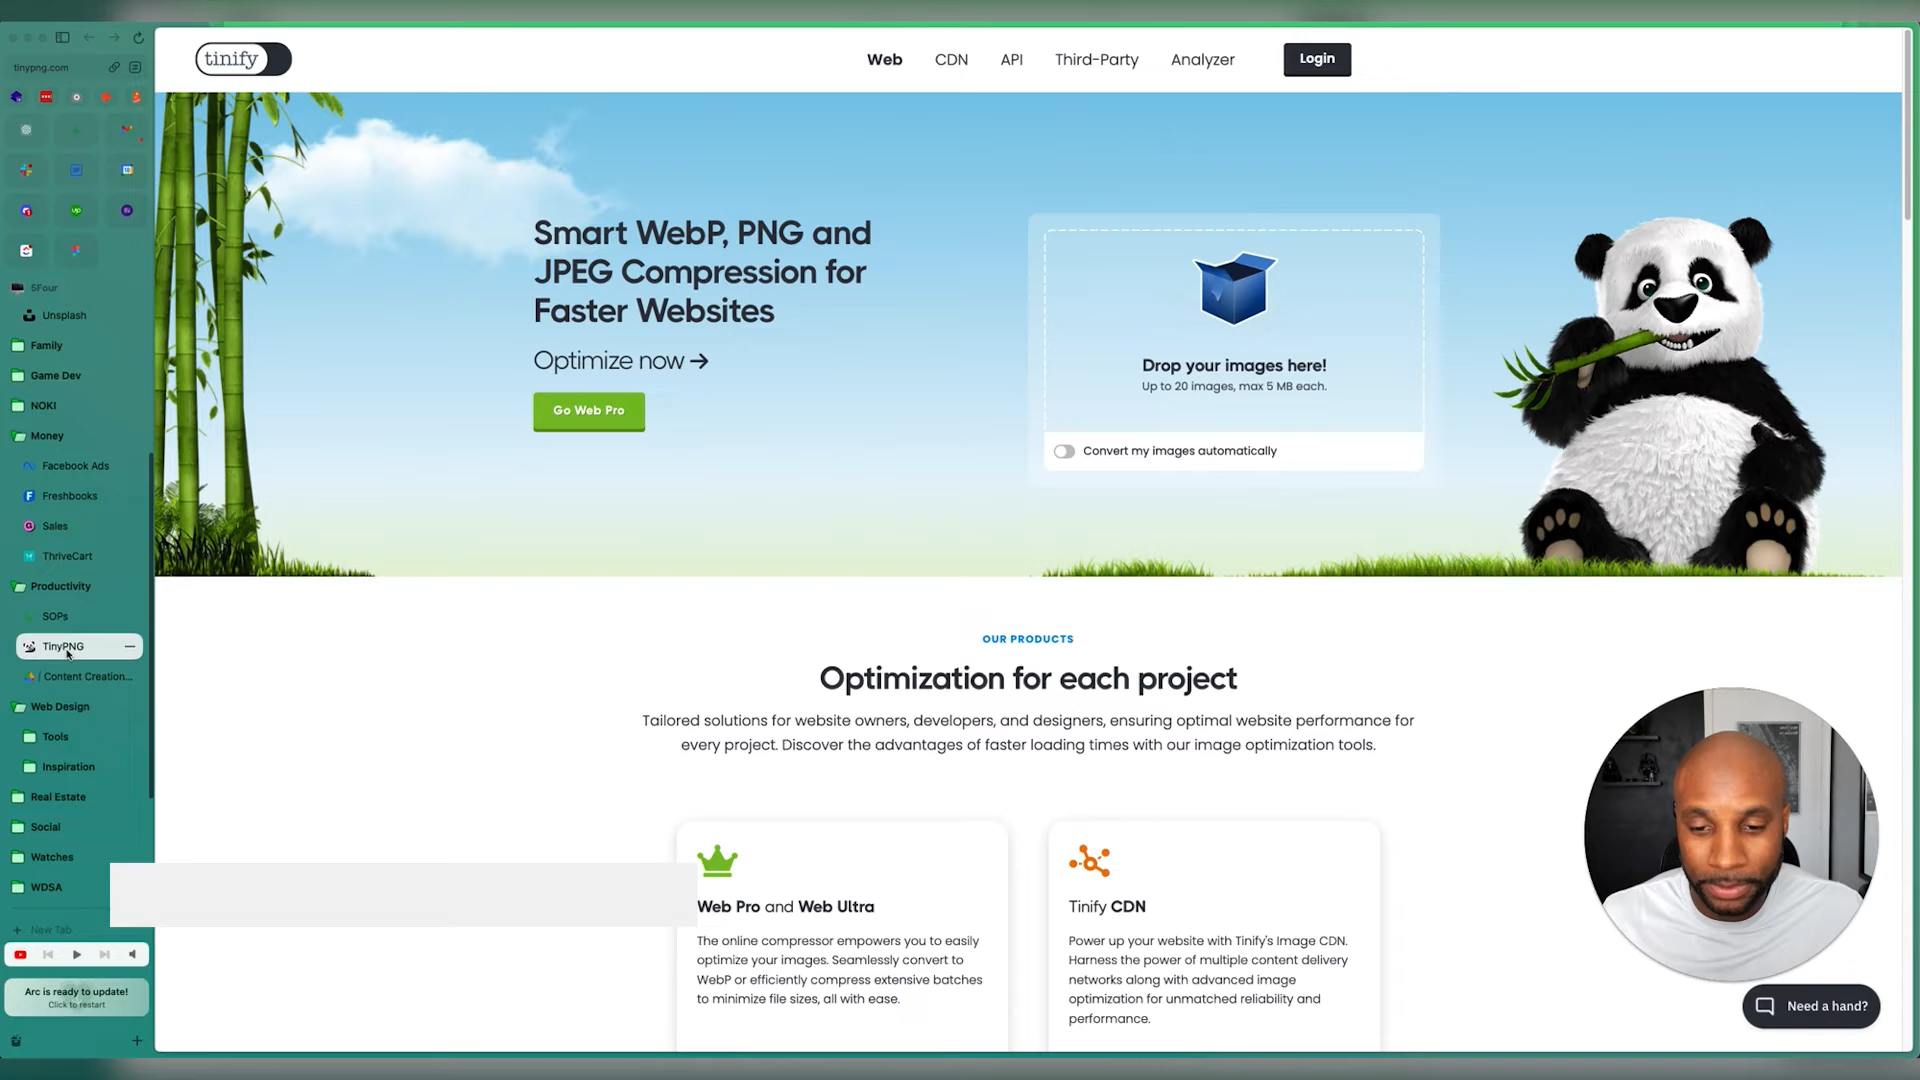 tinypng.com
5Four
Unsplash
Family
Game Dev
NOKI
Money
Facebook Ads
Freshbooks
Sales
ThriveCart
Productivity
SOPs
TinyPNG
/ Content Creation...
Web Design
Tools
Inspiration
Real Estate
Social
Watches
WDSA
New Tab
Arc is ready to update!
Click to restart
tinify
Web
CDN
API
Third-Party
Analyzer
Login
Smart WebP, PNG and
JPEG Compression for
Faster Websites
Optimize now →
Go Web Pro
Drop your images here!
Up to 20 images, max 5 MB each.
Convert my images automatically
OUR PRODUCTS
Optimization for each project
Tailored solutions for website owners, developers, and designers, ensuring optimal website performance for
every project. Discover the advantages of faster loading times with our image optimization tools.
Web Pro and Web Ultra
The online compressor empowers you to easily
optimize your images. Seamlessly convert to
WebP or efficiently compress extensive batches
to minimize file sizes, all with ease.
Tinify CDN
Power up your website with Tinify's Image CDN.
Harness the power of multiple content delivery
networks along with advanced image
optimization for unmatched reliability and
performance.
Need a hand?